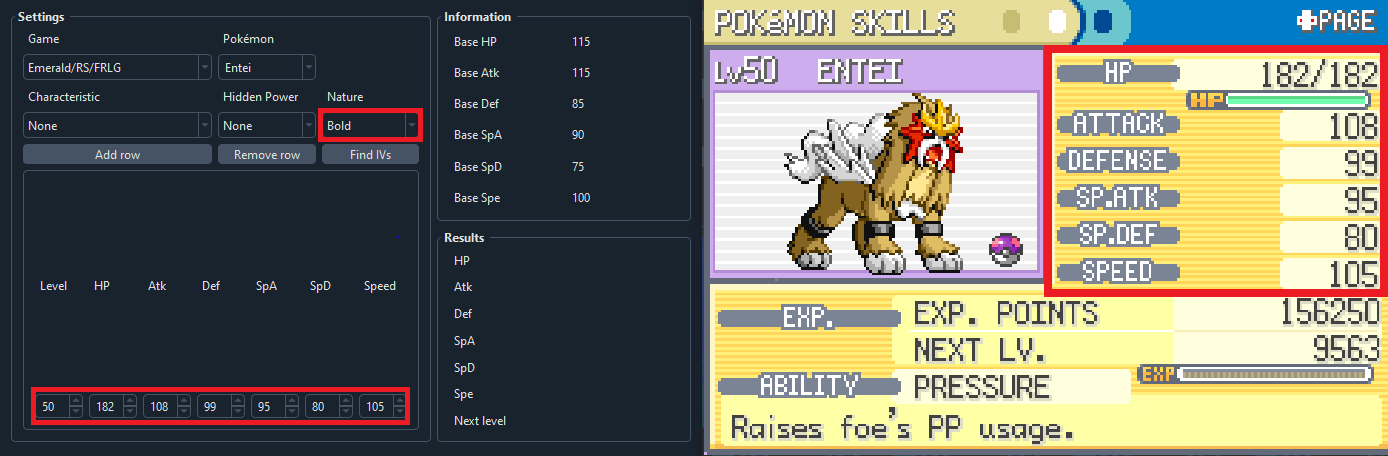 Settings
Game Pokémon
Emerald/RS/FRLG Entei
Characteristic Hidden Power Nature
None None Bold
Add row Remove row Find IVs
Level HP Atk Def SpA SpD Speed
50 182 108 99 95 80 105
Information
Base HP 115
Base Atk 115
Base Def 85
Base SpA 90
Base SpD 75
Base Spe 100
Results
HP
Atk
Def
SpA
SpD
Spe
Next level
POKéMON SKILLS PAGE
Lv50 ENTEI
HP 182/182
HP
ATTACK 108
DEFENSE 99
SP.ATK 95
SP.DEF 80
SPEED 105
EXP. EXP. POINTS 156250
NEXT LV. 9563
EXP
ABILITY PRESSURE
Raises foe's PP usage.